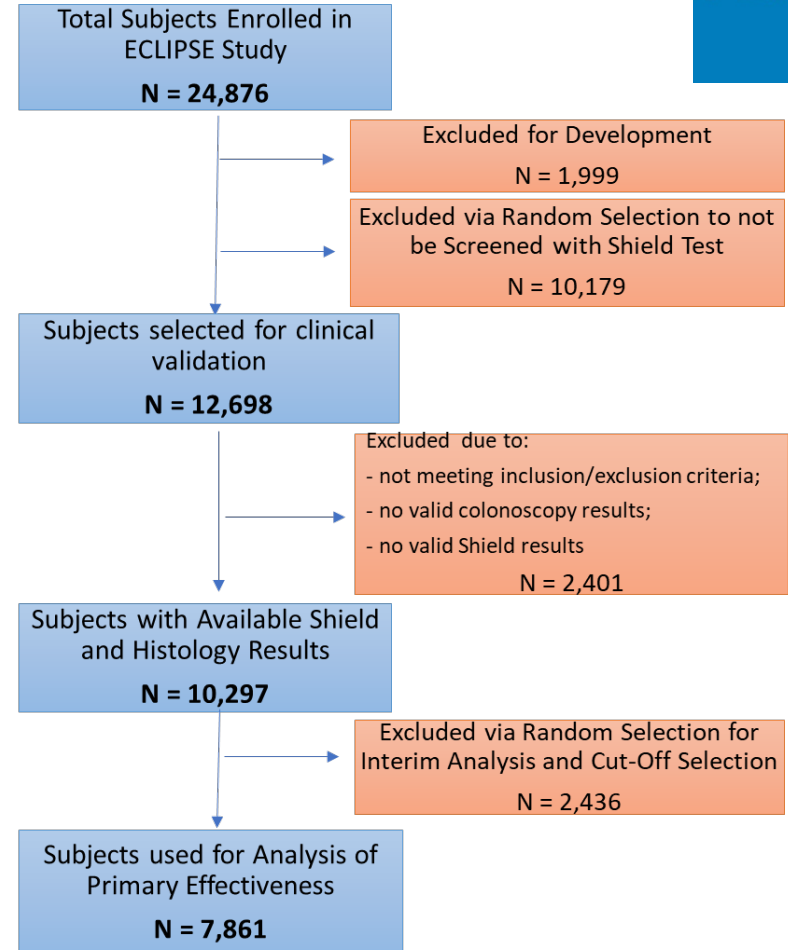 Total Subjects Enrolled in
ECLIPSE Study
N = 24,876
Excluded for Development
N = 1,999
Excluded via Random Selection to not
be Screened with Shield Test
N = 10,179
Subjects selected for clinical
validation
N = 12,698
Excluded due to:
- not meeting inclusion/exclusion criteria;
- no valid colonoscopy results;
- no valid Shield results
N = 2,401
Subjects with Available Shield
and Histology Results
N = 10,297
Excluded via Random Selection for
Interim Analysis and Cut-Off Selection
N = 2,436
Subjects used for Analysis of
Primary Effectiveness
N = 7,861